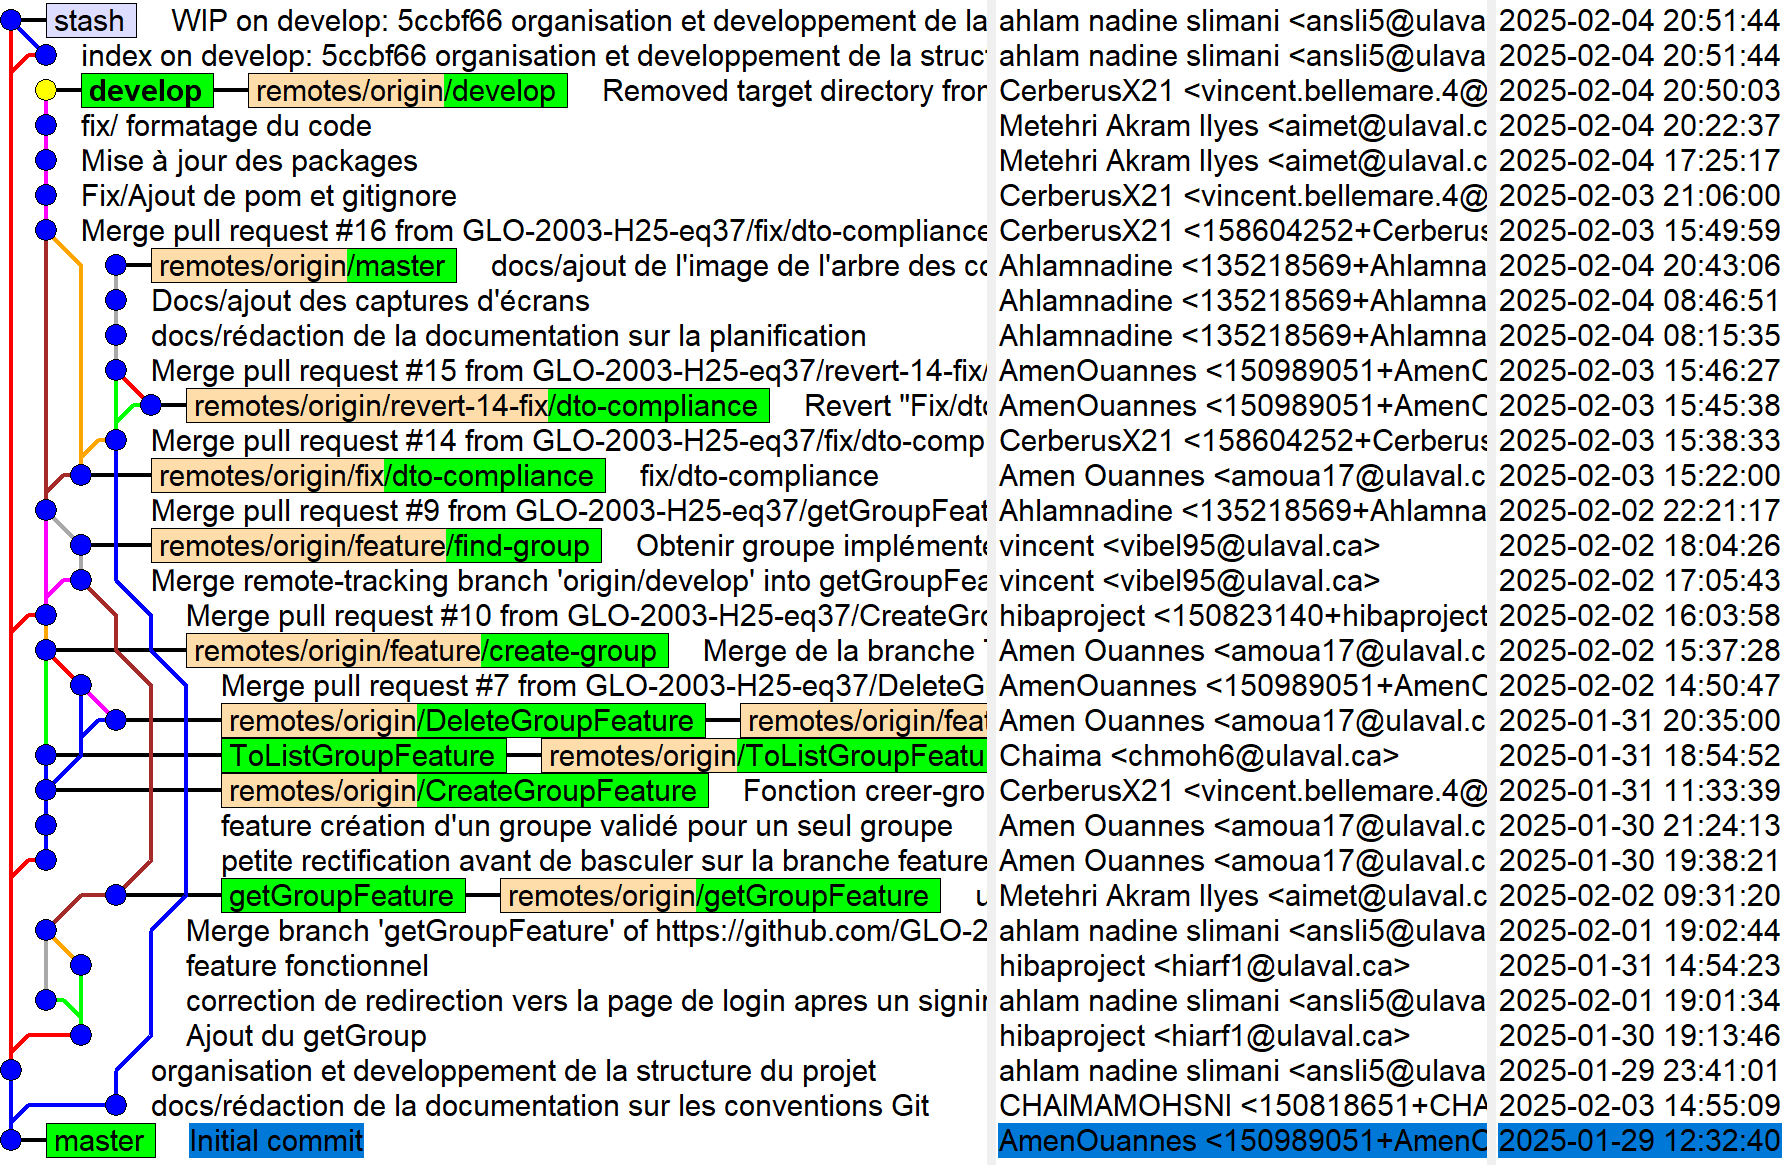 stash WIP on develop: 5ccbf66 organisation et developpement de la ahlam nadine slimani <ansli5@ulava 2025-02-04 20:51:44
index on develop: 5ccbf66 organisation et developpement de la struct ahlam nadine slimani <ansli5@ulava 2025-02-04 20:51:44
develop remotes/origin/develop Removed target directory from CerberusX21 <vincent.bellemare.4@ 2025-02-04 20:50:03
fix/ formatage du code Metehri Akram Ilyes <aimet@ulaval.c 2025-02-04 20:22:37
Mise à jour des packages Metehri Akram Ilyes <aimet@ulaval.c 2025-02-04 17:25:17
Fix/Ajout de pom et gitignore CerberusX21 <vincent.bellemare.4@ 2025-02-03 21:06:00
Merge pull request #16 from GLO-2003-H25-eq37/fix/dto-compliance CerberusX21 <158604252+Cerberus 2025-02-03 15:49:59
remotes/origin/master docs/ajout de l'image de l'arbre des co Ahlamnadine <135218569+Ahlamna 2025-02-04 20:43:06
Docs/ajout des captures d'écrans Ahlamnadine <135218569+Ahlamna 2025-02-04 08:46:51
docs/rédaction de la documentation sur la planification Ahlamnadine <135218569+Ahlamna 2025-02-04 08:15:35
Merge pull request #15 from GLO-2003-H25-eq37/revert-14-fix/ AmenOuannes <150989051+AmenO 2025-02-03 15:46:27
remotes/origin/revert-14-fix/dto-compliance Revert "Fix/dto AmenOuannes <150989051+AmenO 2025-02-03 15:45:38
Merge pull request #14 from GLO-2003-H25-eq37/fix/dto-comp CerberusX21 <158604252+Cerberus 2025-02-03 15:38:33
remotes/origin/fix/dto-compliance fix/dto-compliance Amen Ouannes <amoua17@ulaval.c 2025-02-03 15:22:00
Merge pull request #9 from GLO-2003-H25-eq37/getGroupFeat Ahlamnadine <135218569+Ahlamna 2025-02-02 22:21:17
remotes/origin/feature/find-group Obtenir groupe implémente vincent <vibel95@ulaval.ca> 2025-02-02 18:04:26
Merge remote-tracking branch 'origin/develop' into getGroupFea vincent <vibel95@ulaval.ca> 2025-02-02 17:05:43
Merge pull request #10 from GLO-2003-H25-eq37/CreateGro hibaproject <150823140+hibaproject 2025-02-02 16:03:58
remotes/origin/feature/create-group Merge de la branche Amen Ouannes <amoua17@ulaval.c 2025-02-02 15:37:28
Merge pull request #7 from GLO-2003-H25-eq37/DeleteG AmenOuannes <150989051+AmenO 2025-02-02 14:50:47
remotes/origin/DeleteGroupFeature remotes/origin/feat Amen Ouannes <amoua17@ulaval.c 2025-01-31 20:35:00
ToListGroupFeature remotes/origin/ToListGroupFeatu Chaima <chmoh6@ulaval.ca> 2025-01-31 18:54:52
remotes/origin/CreateGroupFeature Fonction creer-gro CerberusX21 <vincent.bellemare.4@ 2025-01-31 11:33:39
feature création d'un groupe validé pour un seul groupe Amen Ouannes <amoua17@ulaval.c 2025-01-30 21:24:13
petite rectification avant de basculer sur la branche feature Amen Ouannes <amoua17@ulaval.c 2025-01-30 19:38:21
getGroupFeature remotes/origin/getGroupFeature u Metehri Akram Ilyes <aimet@ulaval.c 2025-02-02 09:31:20
Merge branch 'getGroupFeature' of https://github.com/GLO-2 ahlam nadine slimani <ansli5@ulava 2025-02-01 19:02:44
feature fonctionnel hibaproject <hiarf1@ulaval.ca> 2025-01-31 14:54:23
correction de redirection vers la page de login apres un signin ahlam nadine slimani <ansli5@ulava 2025-02-01 19:01:34
Ajout du getGroup hibaproject <hiarf1@ulaval.ca> 2025-01-30 19:13:46
organisation et developpement de la structure du projet ahlam nadine slimani <ansli5@ulava 2025-01-29 23:41:01
docs/rédaction de la documentation sur les conventions Git CHAIMAMOHSNI <150818651+CHA 2025-02-03 14:55:09
master Initial commit AmenOuannes <150989051+AmenO 2025-01-29 12:32:40